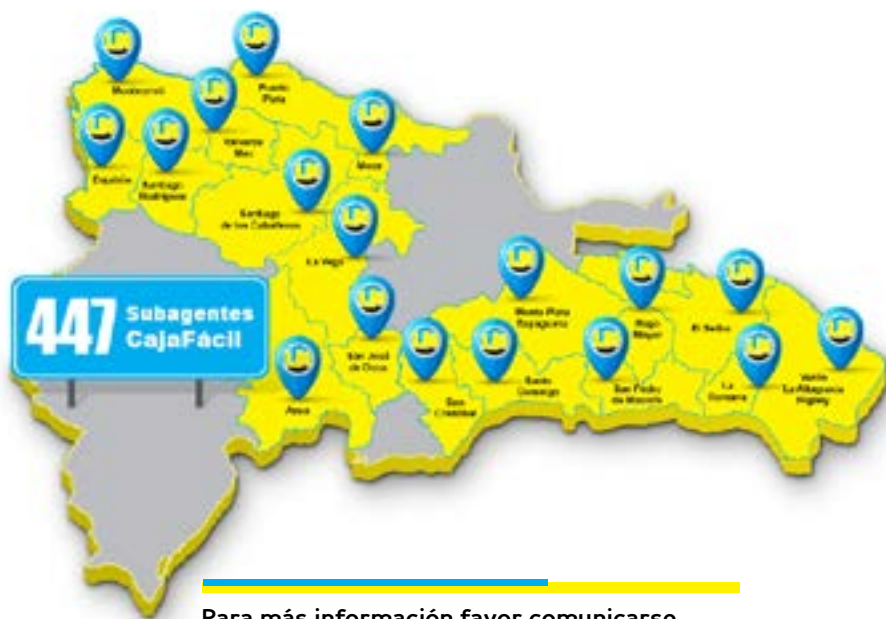 Montecristi
Puerto
Plata
Valverde
Mao
Moca
Dajabón
Santiago
Rodríguez
Santiago
de los Caballeros
La Vega
447 Subagentes
CajaFácil
Monte Plata
Bayaguana
Hato
Mayor
El Seibo
San José
de Ocoa
Azua
San
Cristóbal
Santo
Domingo
San Pedro
de Macorís
La
Romana
Verón
La Altagracia
Higüey
Para más información favor comunicarse